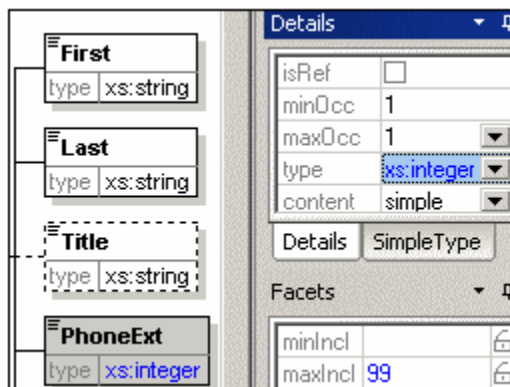 First
type xs:string
Last
type xs:string
Title
type xs:string
PhoneExt
type xs:integer
Details
isRef
minOcc 1
maxOcc 1
type xs:integer
content simple
Details SimpleType
Facets
minIncl
maxIncl 99